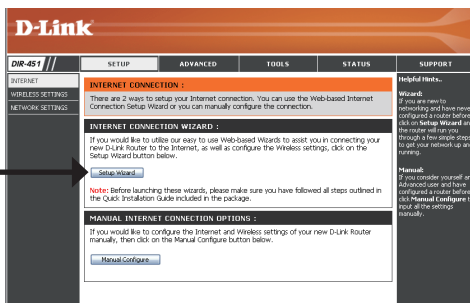 D-Link
DIR-451
SETUP
ADVANCED
TOOLS
STATUS
SUPPORT
INTERNET
WIRELESS SETTINGS
NETWORK SETTINGS
INTERNET CONNECTION :
There are 2 ways to setup your Internet connection. You can use the Web-based Internet
Connection Setup Wizard or you can manually configure the connection.
INTERNET CONNECTION WIZARD :
If you would like to utilize our easy to use Web-based Wizards to assist you in connecting your
new D-Link Router to the Internet, as well as configure the Wireless settings, click on the
Setup Wizard button below.
Setup Wizard
Note: Before launching these wizards, please make sure you have followed all steps outlined in
the Quick Installation Guide included in the package.
MANUAL INTERNET CONNECTION OPTIONS :
If you would like to configure the Internet and Wireless settings of your new D-Link Router
manually, then click on the Manual Configure button below.
Manual Configure
Helpful Hints..
Wizard:
If you are new to
networking and have neve
configured a router before
click on Setup Wizard an
the router will run you
through a few simple steps
to get your network up an
running.
Manual:
If you consider yourself an
Advanced user and have
configured a router before
click Manual Configure t
input all the settings
manually.